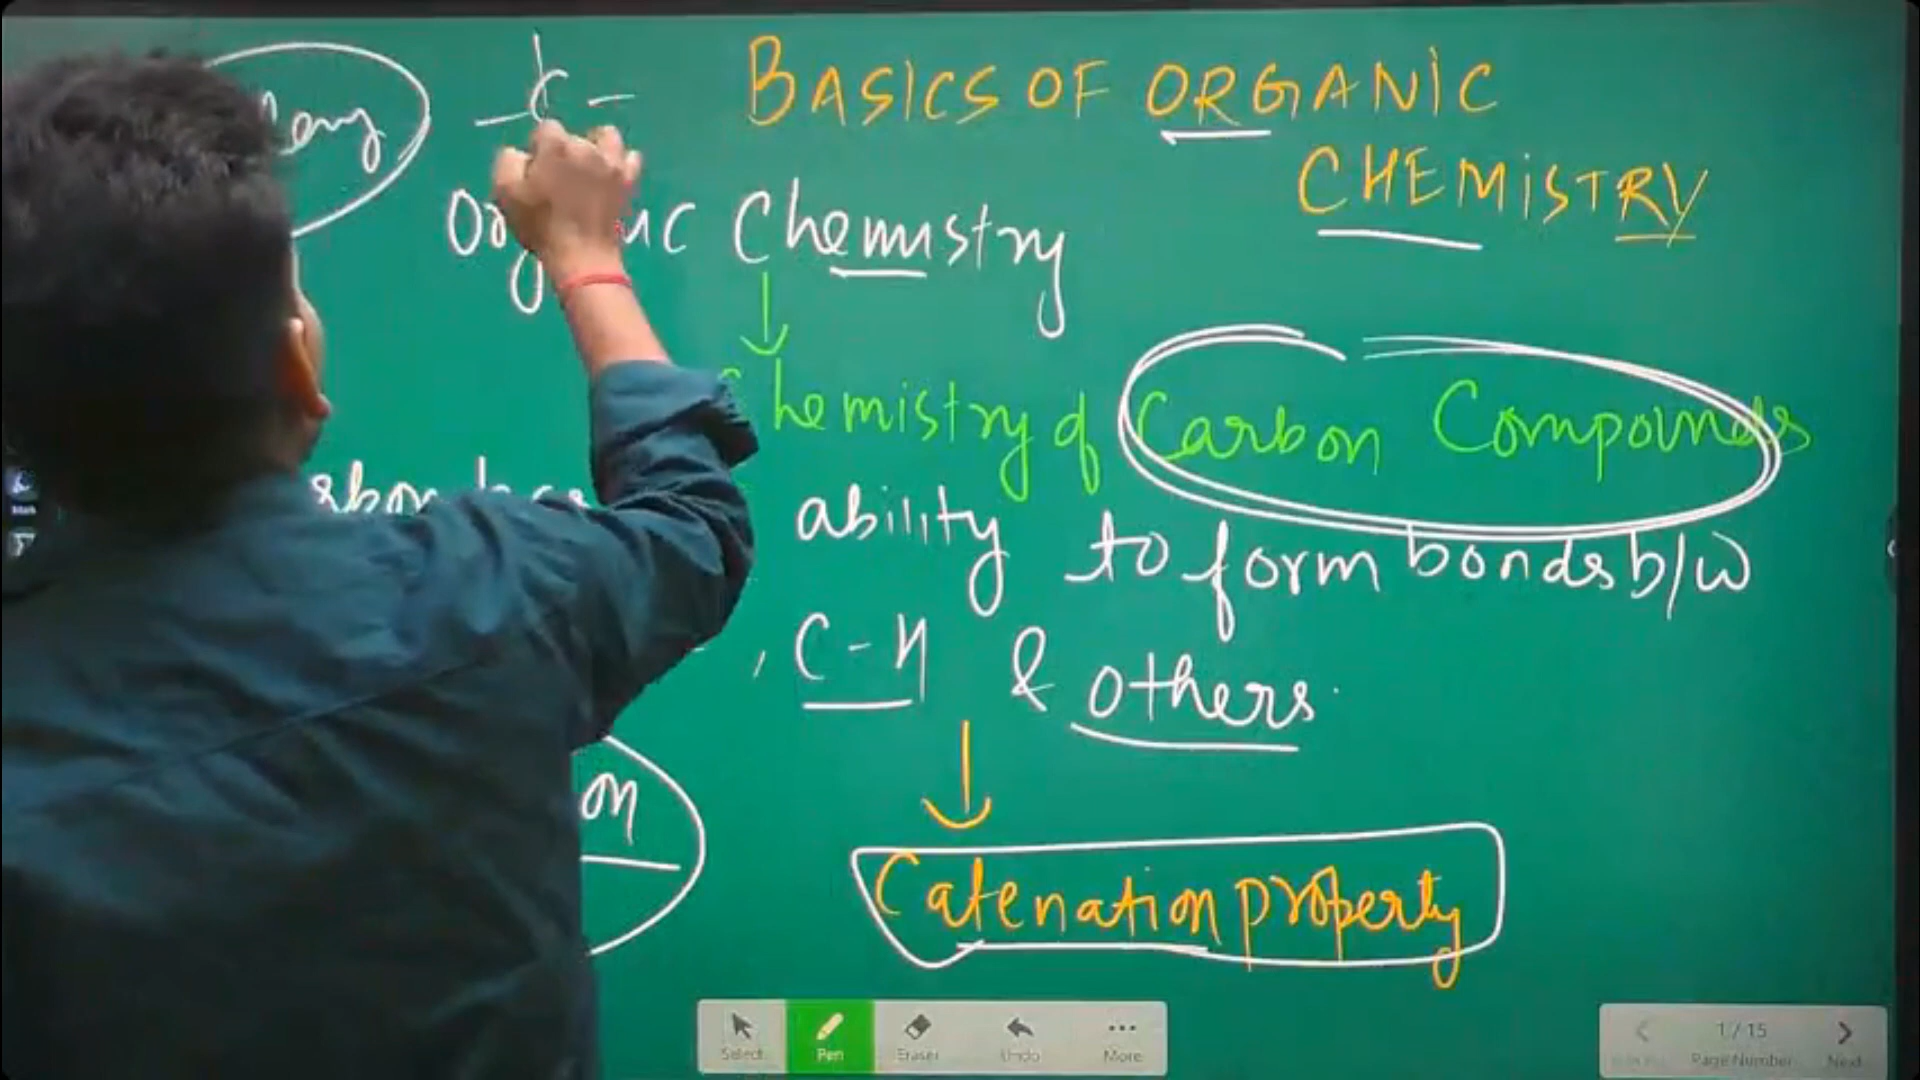 BASICS OF ORGANIC
CHEMISTRY
-C-
Chemistry
Chemistry of Carbon Compounds
ability to form bonds b/w
, C-H & others.
Catenation property
Select
Pen
Eraser
Undo
More
1/15
Page Number
Next